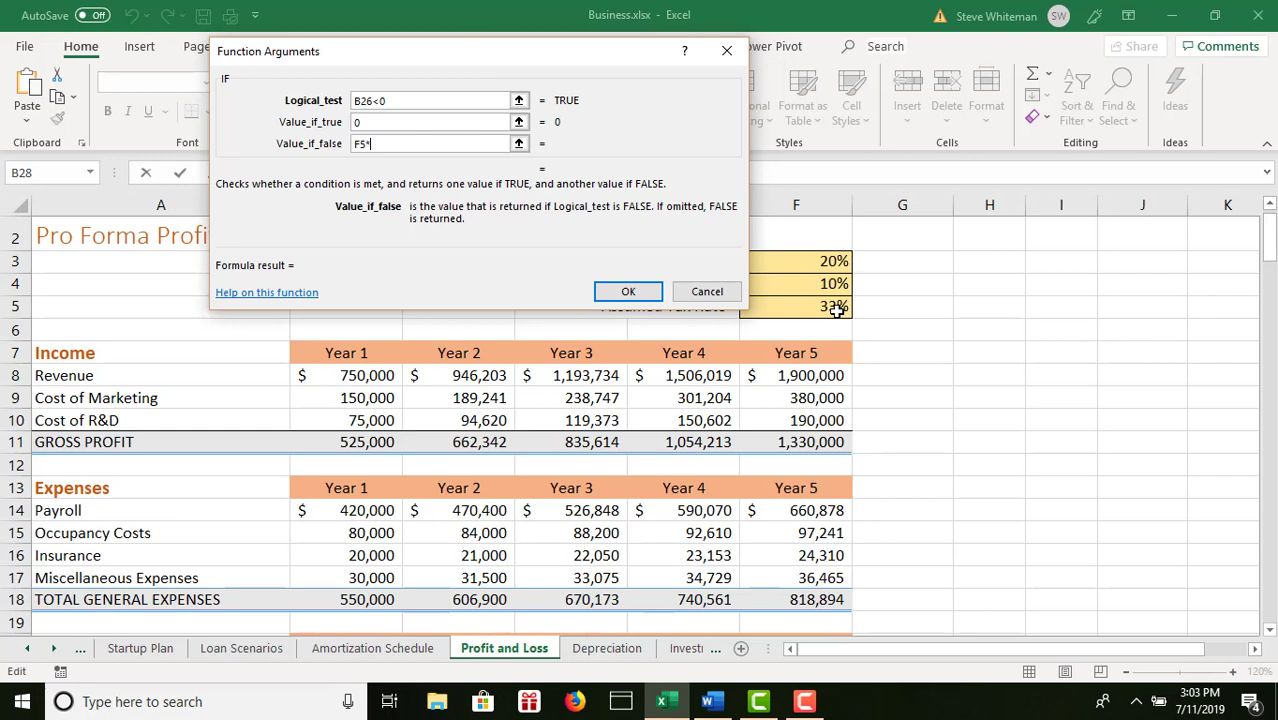 AutoSave Off Business.xlsx - Excel Steve Whiteman SW
File Home Insert Power Pivot Search Share Comments
Paste Insert Delete Format Sort & Filter Find & Select Ideas
Cell Styles
Clipboard Font Cells Editing Ideas
Function Arguments ?
IF
Logical_test B26<0 = TRUE
Value_if_true 0 = 0
Value_if_false F5* =
=
Checks whether a condition is met, and returns one value if TRUE, and another value if FALSE.
Value_if_false is the value that is returned if Logical_test is FALSE. If omitted, FALSE
is returned.
Formula result =
Help on this function OK Cancel
B28
A F G H I J K
2 Pro Forma Profi
3 20%
4 10%
5 Assumed Tax Rate 33%
6
7 Income Year 1 Year 2 Year 3 Year 4 Year 5
8 Revenue $ 750,000 $ 946,203 $ 1,193,734 $ 1,506,019 $ 1,900,000
9 Cost of Marketing 150,000 189,241 238,747 301,204 380,000
10 Cost of R&D 75,000 94,620 119,373 150,602 190,000
11 GROSS PROFIT 525,000 662,342 835,614 1,054,213 1,330,000
12
13 Expenses Year 1 Year 2 Year 3 Year 4 Year 5
14 Payroll $ 420,000 $ 470,400 $ 526,848 $ 590,070 $ 660,878
15 Occupancy Costs 80,000 84,000 88,200 92,610 97,241
16 Insurance 20,000 21,000 22,050 23,153 24,310
17 Miscellaneous Expenses 30,000 31,500 33,075 34,729 36,465
18 TOTAL GENERAL EXPENSES 550,000 606,900 670,173 740,561 818,894
19
... Startup Plan Loan Scenarios Amortization Schedule Profit and Loss Depreciation Investi ...
Edit 120%
Type here to search 3:03 PM
7/11/2019 4